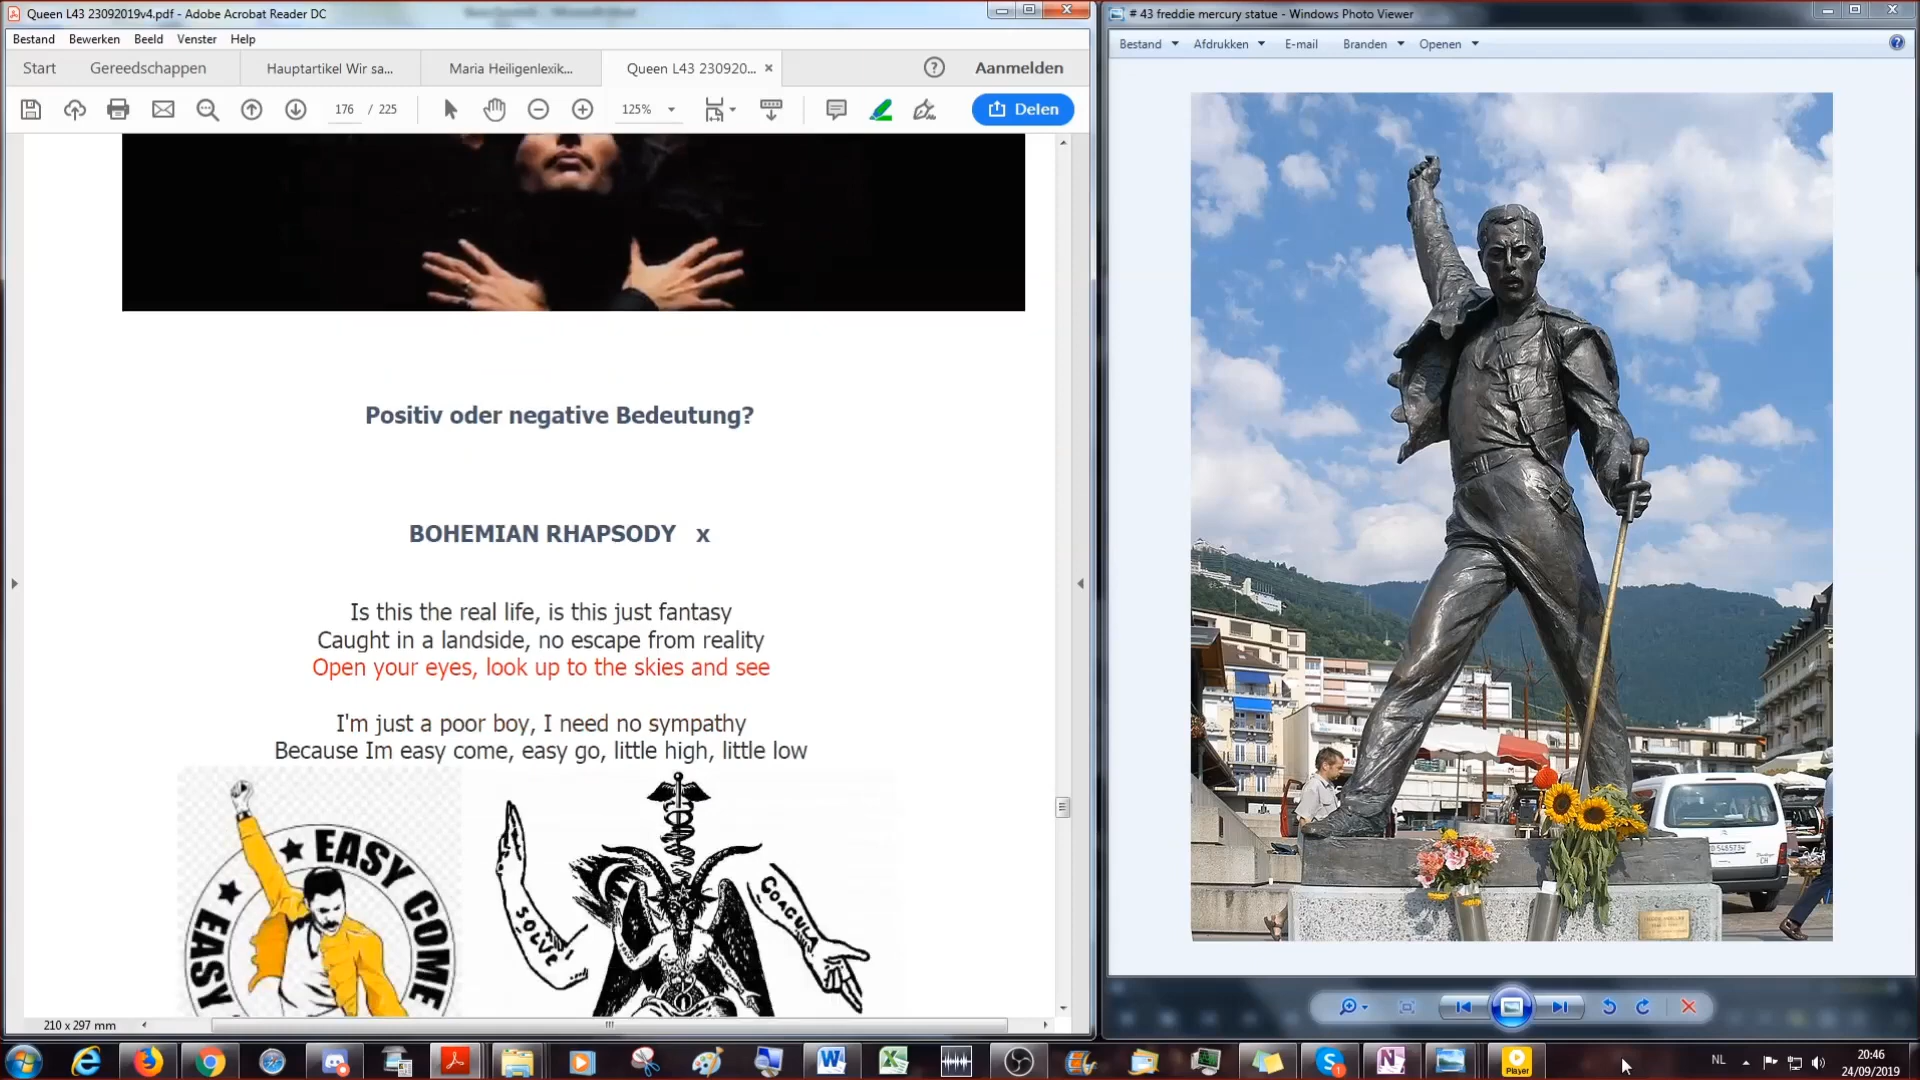 Queen L43 23092019v4.pdf - Adobe Acrobat Reader DC
Bestand Bewerken Beeld Venster Help
Start Gereedschappen Hauptartikel Wir sa... Maria Heiligenlexik... Queen L43 230920... × Aanmelden
176 / 225 125% Delen
Positiv oder negative Bedeutung?
BOHEMIAN RHAPSODY x
Is this the real life, is this just fantasy
Caught in a landside, no escape from reality
Open your eyes, look up to the skies and see
I'm just a poor boy, I need no sympathy
Because Im easy come, easy go, little high, little low
EASY COME
EASY
SOLVE
COAGULA
210 x 297 mm
# 43 freddie mercury statue - Windows Photo Viewer
Bestand Afdrukken E-mail Branden Openen
Player
NL
20:46
24/09/2019